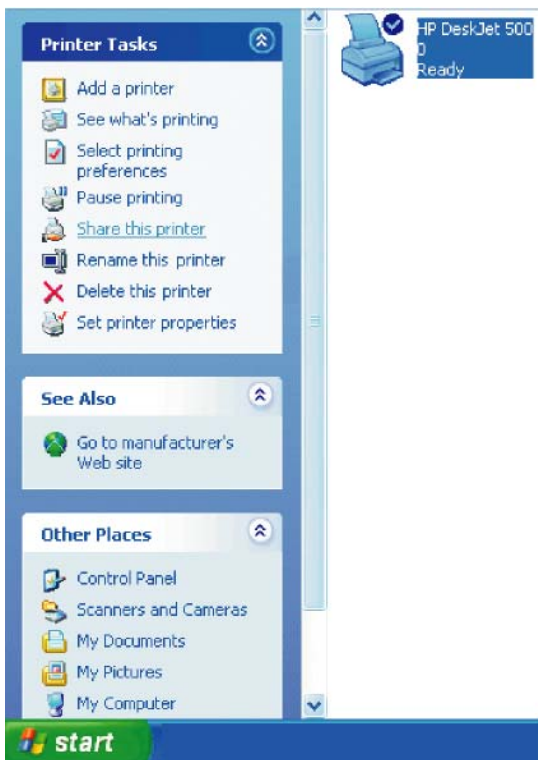 Printer Tasks
Add a printer
See what's printing
Select printing
preferences
Pause printing
Share this printer
Rename this printer
Delete this printer
Set printer properties
See Also
Go to manufacturer's
Web site
Other Places
Control Panel
Scanners and Cameras
My Documents
My Pictures
My Computer
HP DeskJet 500
0
Ready
start